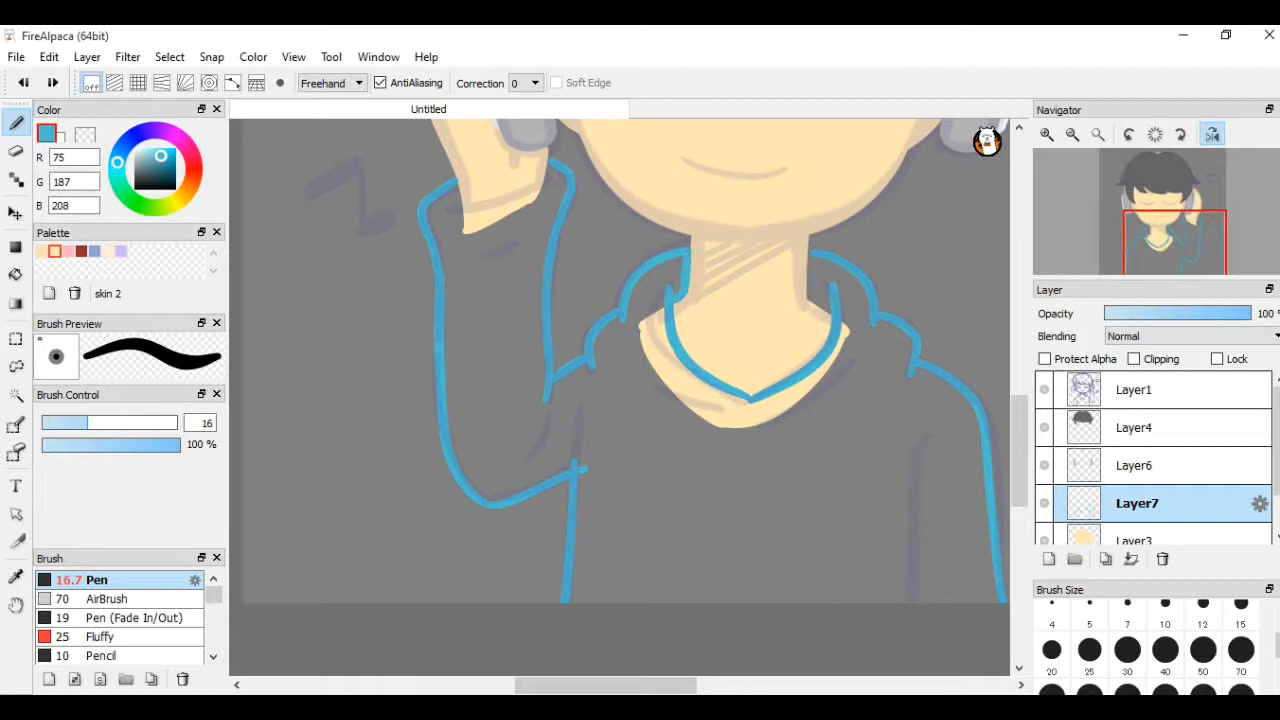 FireAlpaca (64bit)
File Edit Layer Filter Select Snap Color View Tool Window Help
off Freehand AntiAliasing Correction 0 Soft Edge
Color
R 75
G 187
B 208
Palette
skin 2
Brush Preview
*
Brush Control
16
100 %
Brush
16.7 Pen
70 AirBrush
19 Pen (Fade In/Out)
25 Fluffy
10 Pencil
Untitled
Navigator
Layer
Opacity 100
Blending Normal
Protect Alpha Clipping Lock
Layer1
Layer4
Layer6
Layer7
Layer3
Brush Size
4 5 7 10 12 15
20 25 30 40 50 70